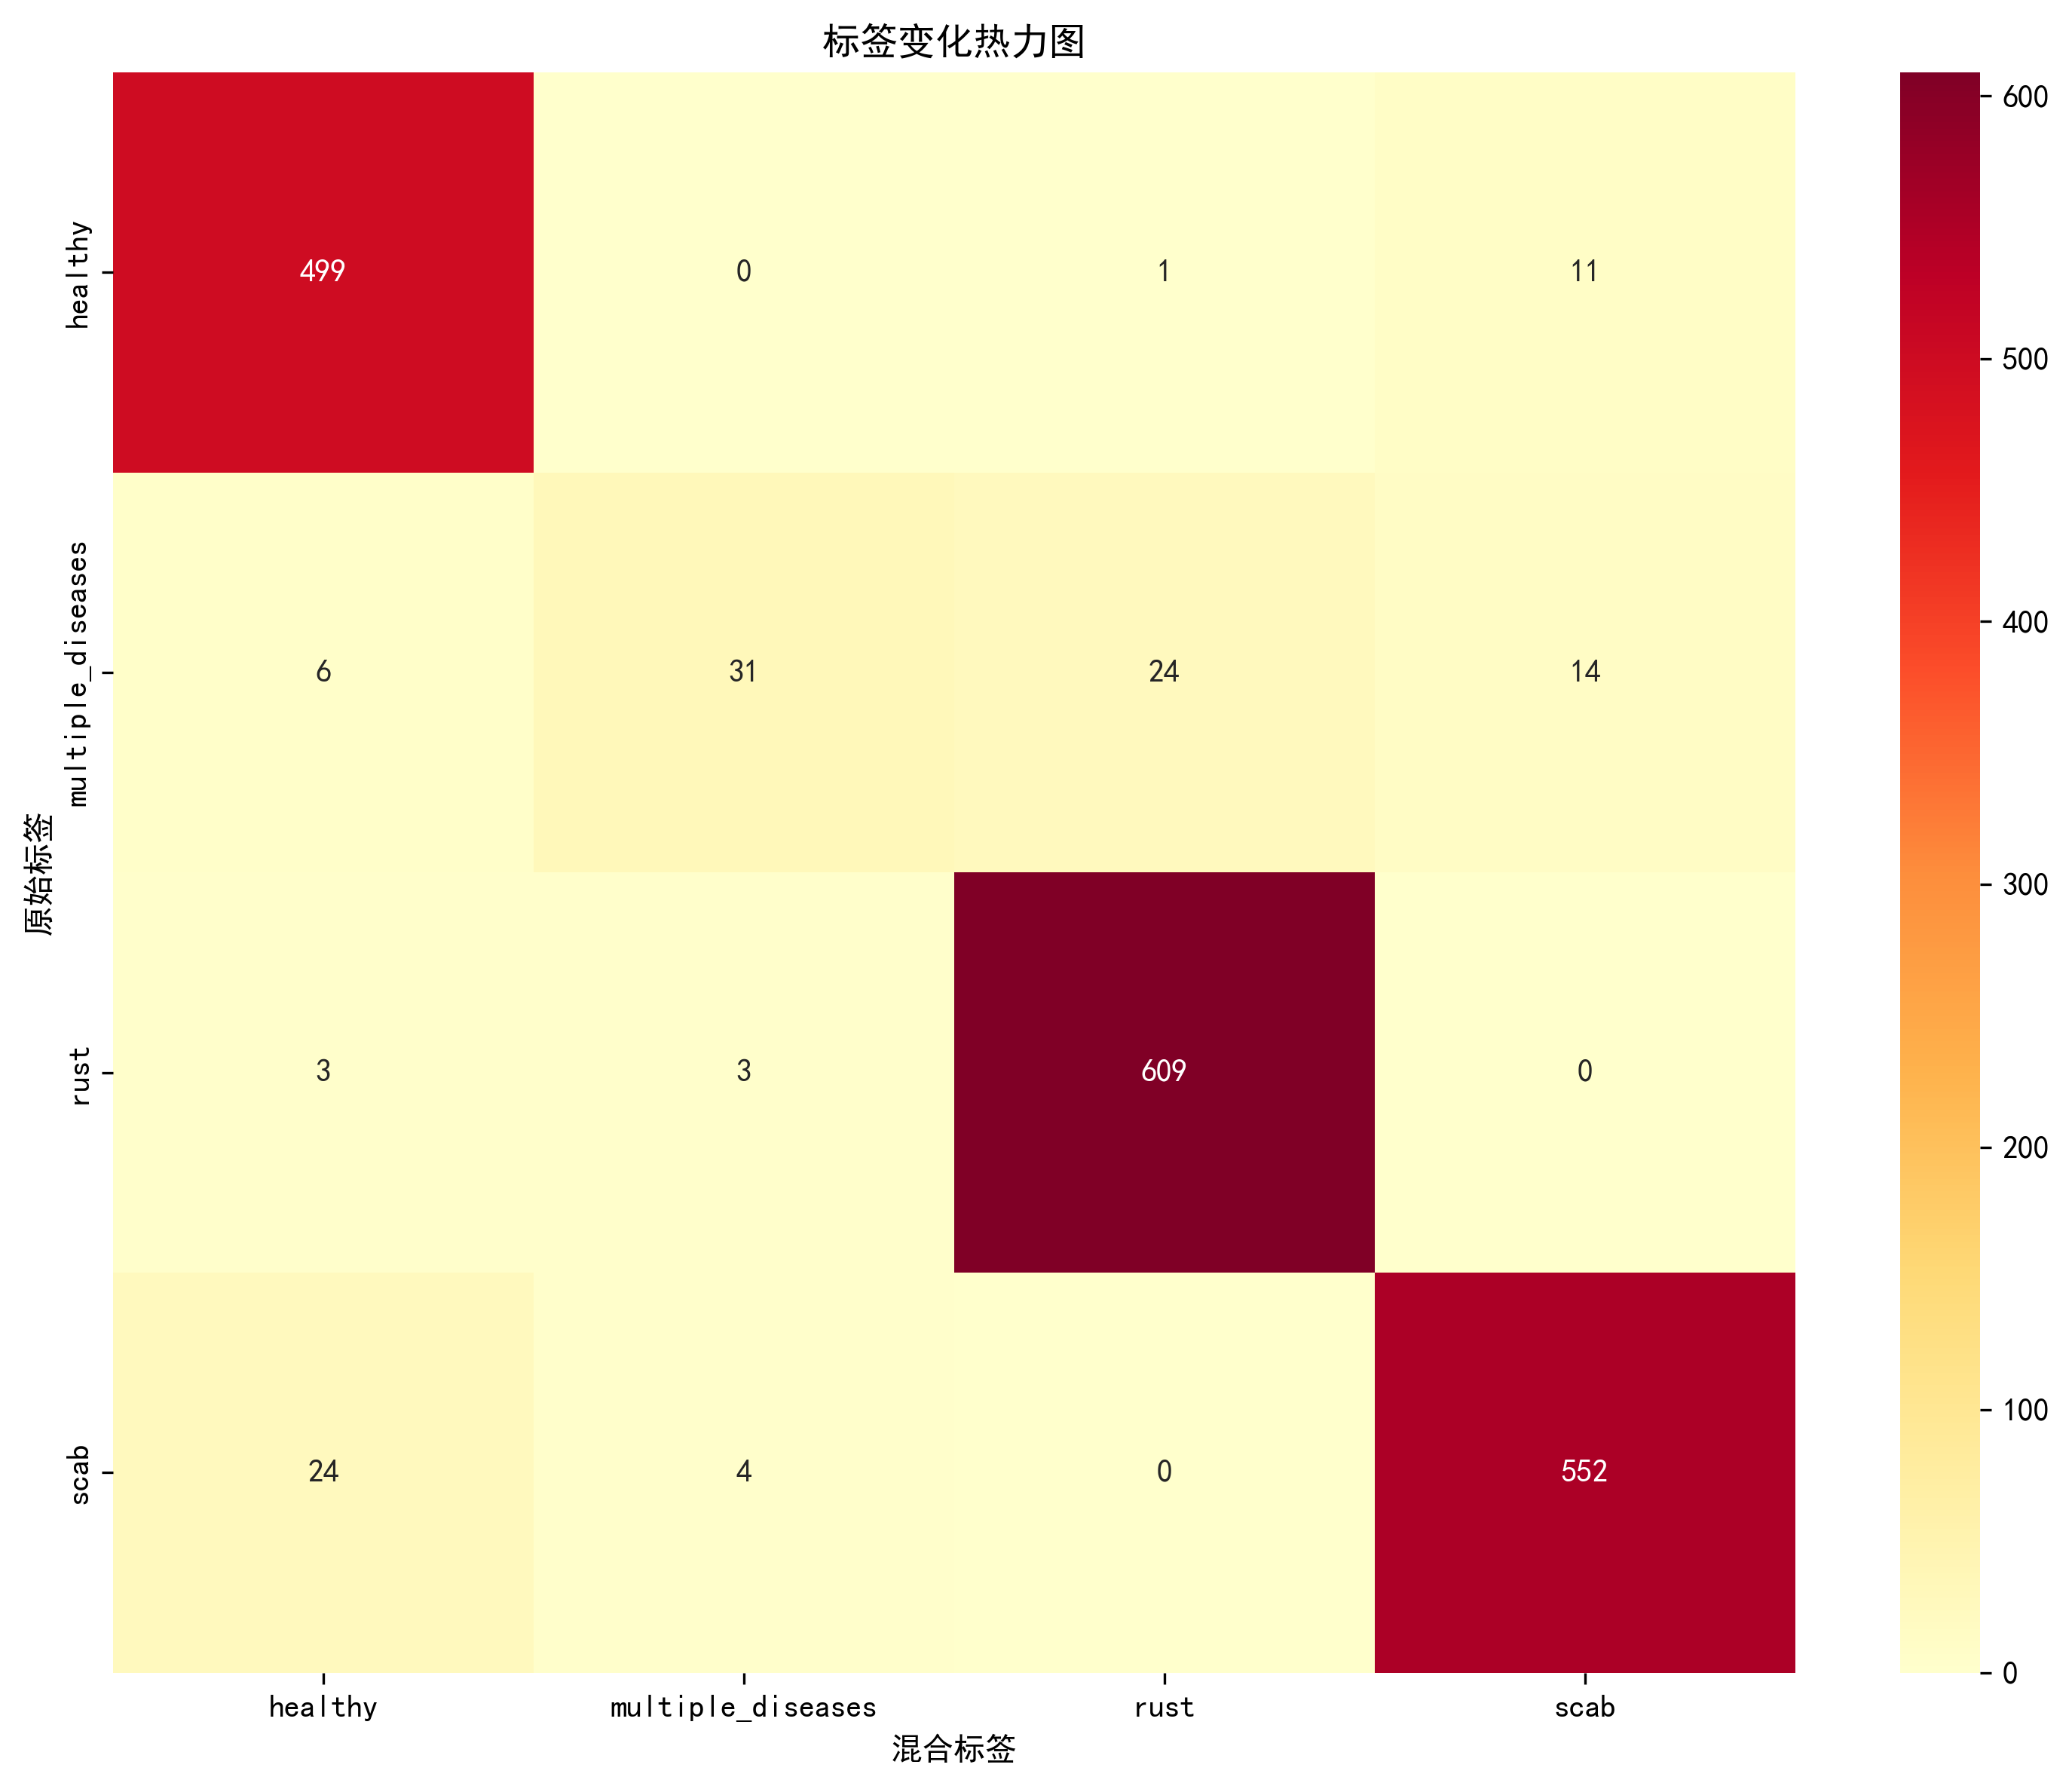 标签变化热力图
原始标签
healthy
499 0 1 11
multiple_diseases
6 31 24 14
rust
3 3 609 0
scab
24 4 0 552
healthy multiple_diseases rust scab
混合标签
600
500
400
300
200
100
0